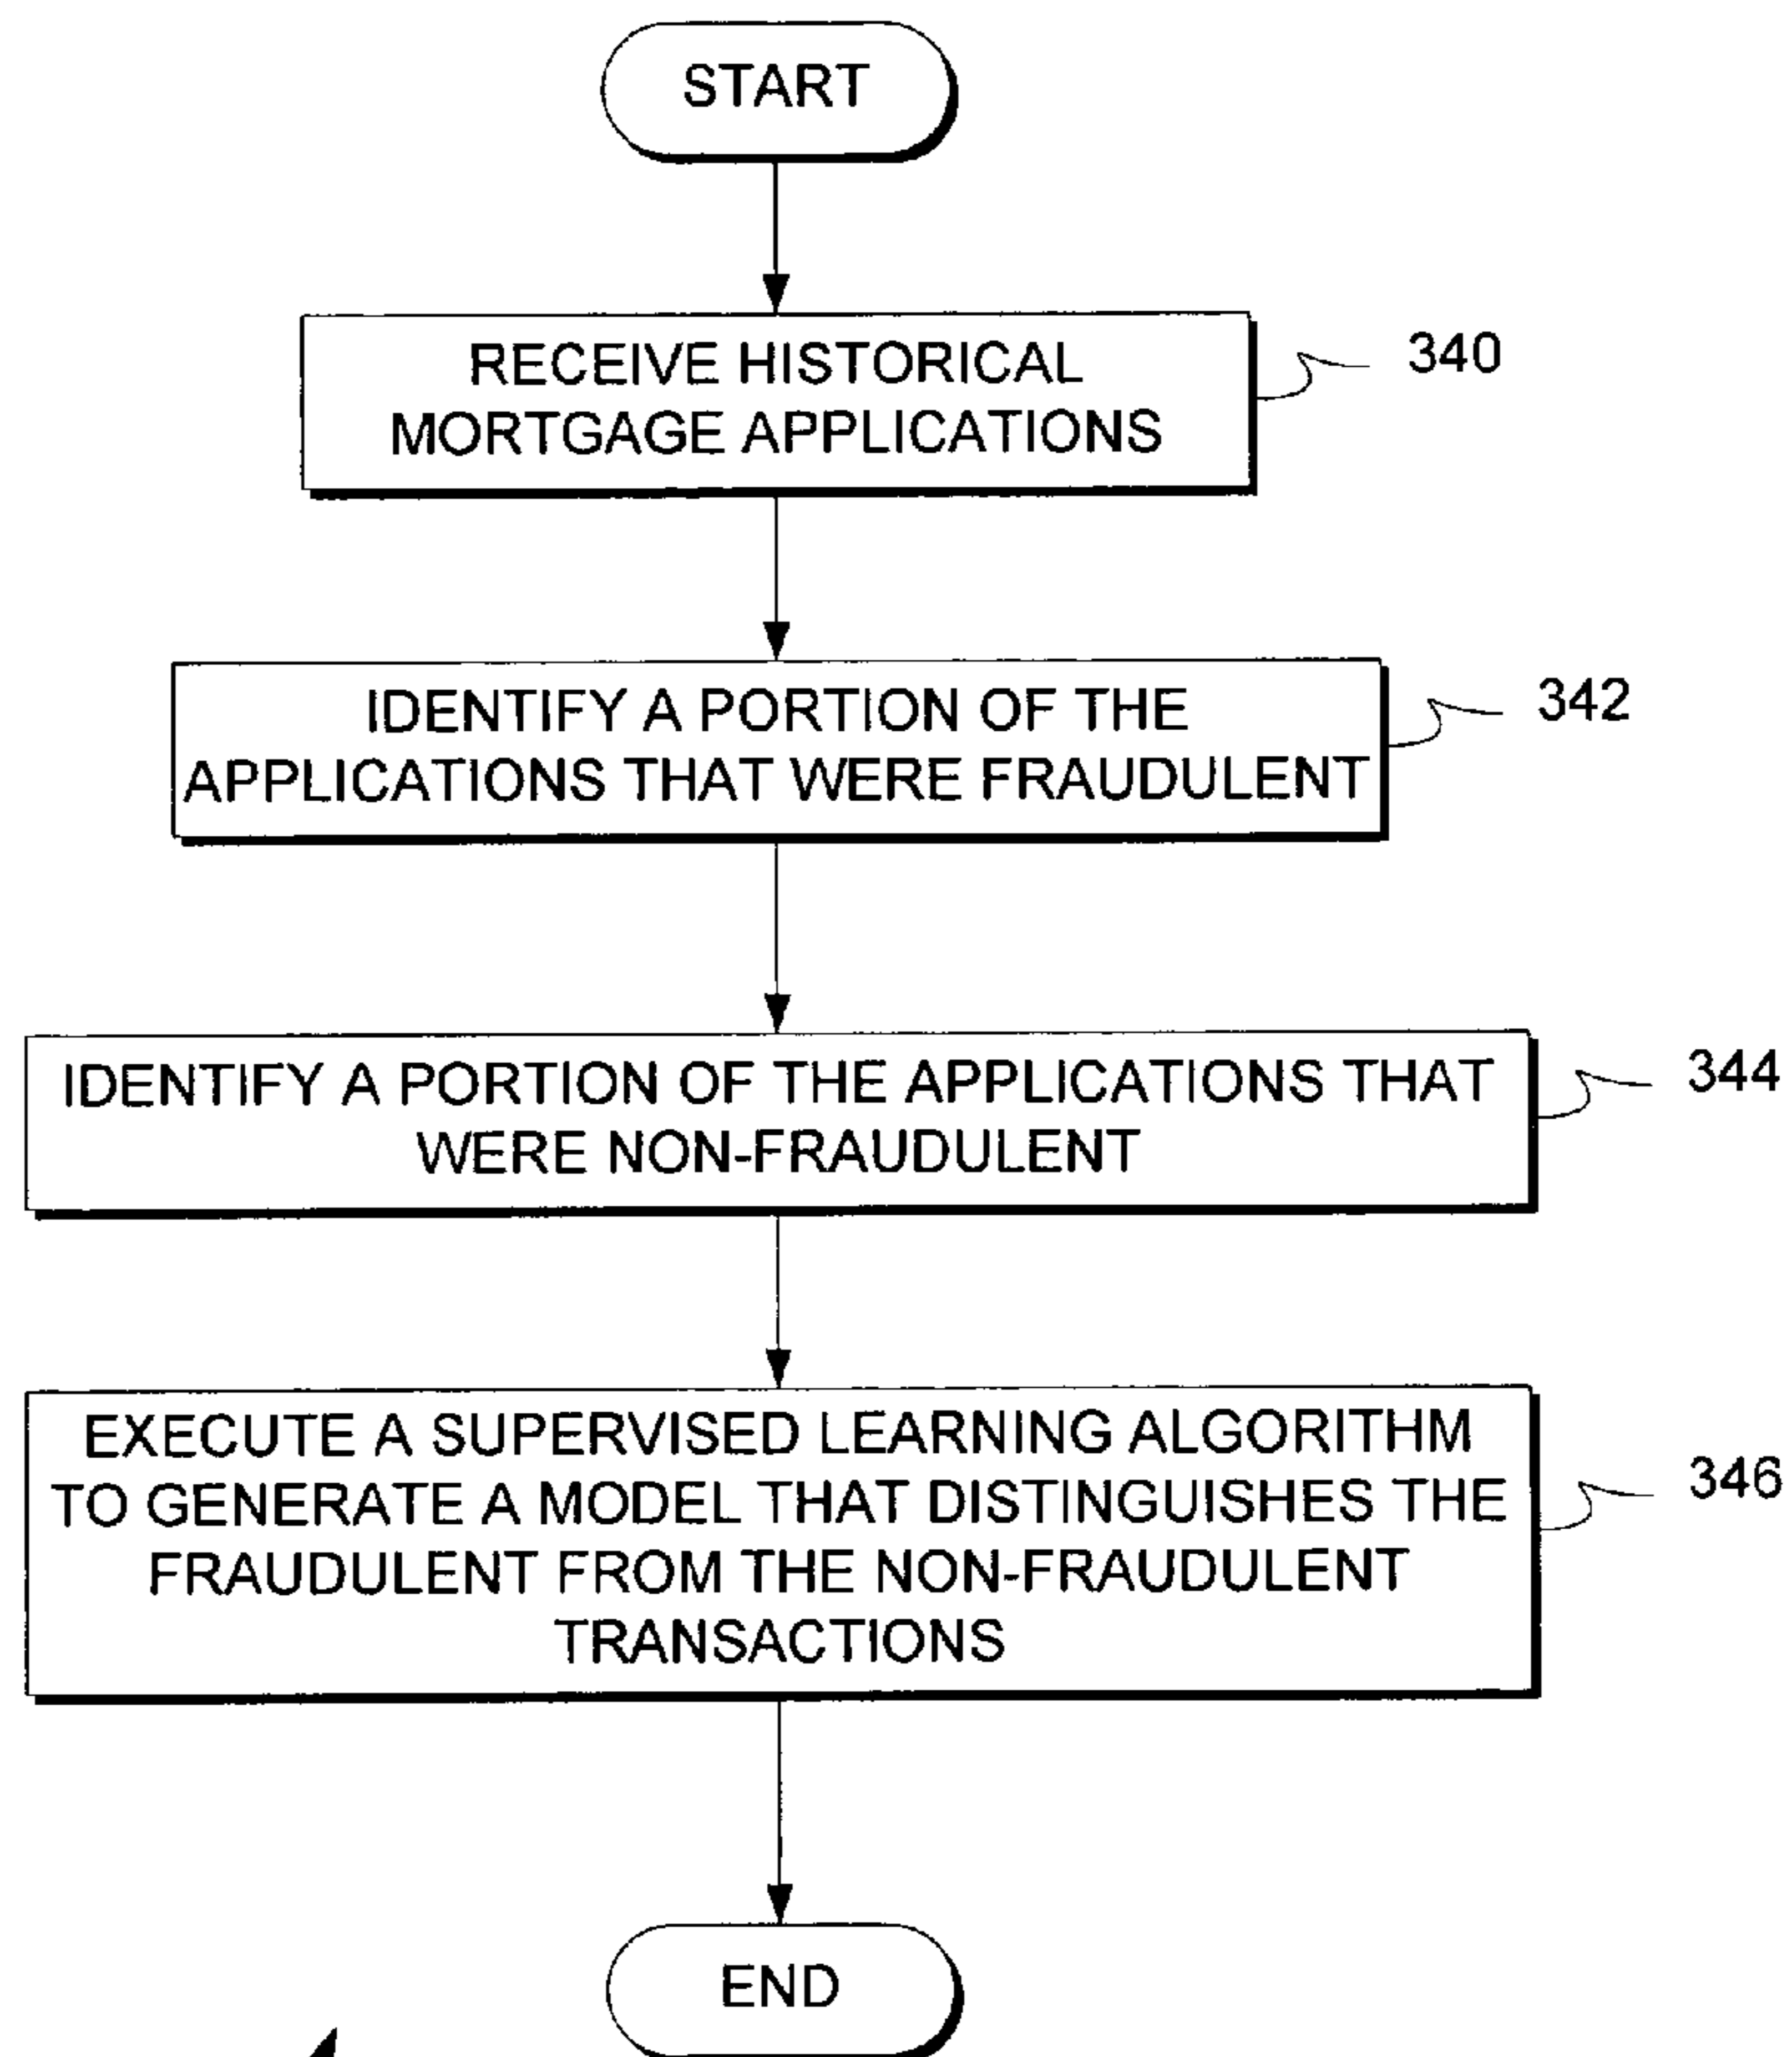 START
RECEIVE HISTORICAL
MORTGAGE APPLICATIONS
340
IDENTIFY A PORTION OF THE
APPLICATIONS THAT WERE FRAUDULENT
342
IDENTIFY A PORTION OF THE APPLICATIONS THAT
WERE NON-FRAUDULENT
344
EXECUTE A SUPERVISED LEARNING ALGORITHM
TO GENERATE A MODEL THAT DISTINGUISHES THE
FRAUDULENT FROM THE NON-FRAUDULENT
TRANSACTIONS
346
END